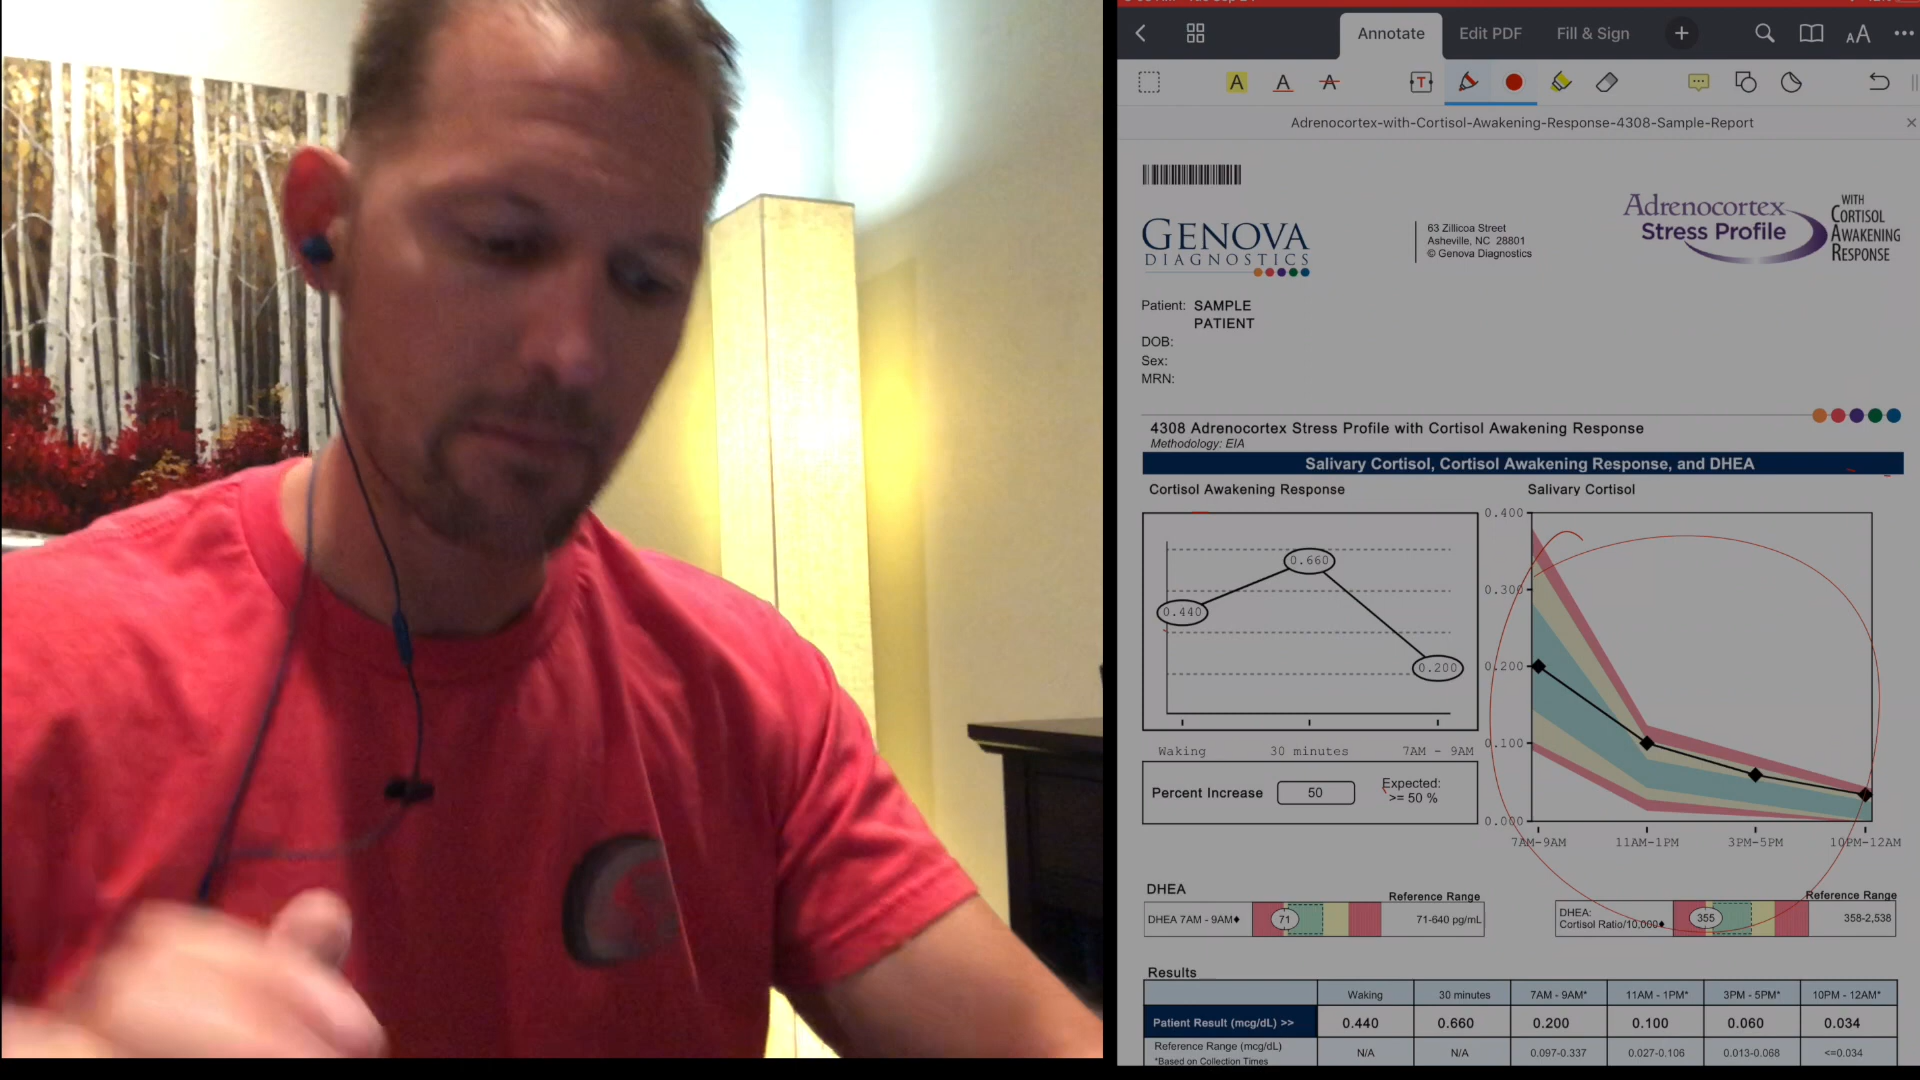 Annotate
Edit PDF
Fill & Sign
Adrenocortex-with-Cortisol-Awakening-Response-4308-Sample-Report
GENOVA
DIAGNOSTICS
63 Zillicoa Street
Asheville, NC 28801
© Genova Diagnostics
Adrenocortex
Stress Profile
WITH
CORTISOL
AWAKENING
RESPONSE
Patient: SAMPLE
PATIENT
DOB:
Sex:
MRN:
4308 Adrenocortex Stress Profile with Cortisol Awakening Response
Methodology: EIA
Salivary Cortisol, Cortisol Awakening Response, and DHEA
Cortisol Awakening Response
0.660
0.440
0.200
Waking 30 minutes 7AM - 9AM
Percent Increase 50 Expected:
>= 50 %
Salivary Cortisol
0.400
0.300
0.200
0.100
0.000
7AM-9AM 11AM-1PM 3PM-5PM 10PM-12AM
DHEA
Reference Range
DHEA 7AM - 9AM♦ 71 71-640 pg/mL
Reference Range
DHEA:
Cortisol Ratio/10,000♦ 355 358-2,538
Results
Waking 30 minutes 7AM - 9AM* 11AM - 1PM* 3PM - 5PM* 10PM - 12AM*
Patient Result (mcg/dL) >> 0.440 0.660 0.200 0.100 0.060 0.034
Reference Range (mcg/dL) N/A N/A 0.097-0.337 0.027-0.106 0.013-0.068 <=0.034
*Based on Collection Times